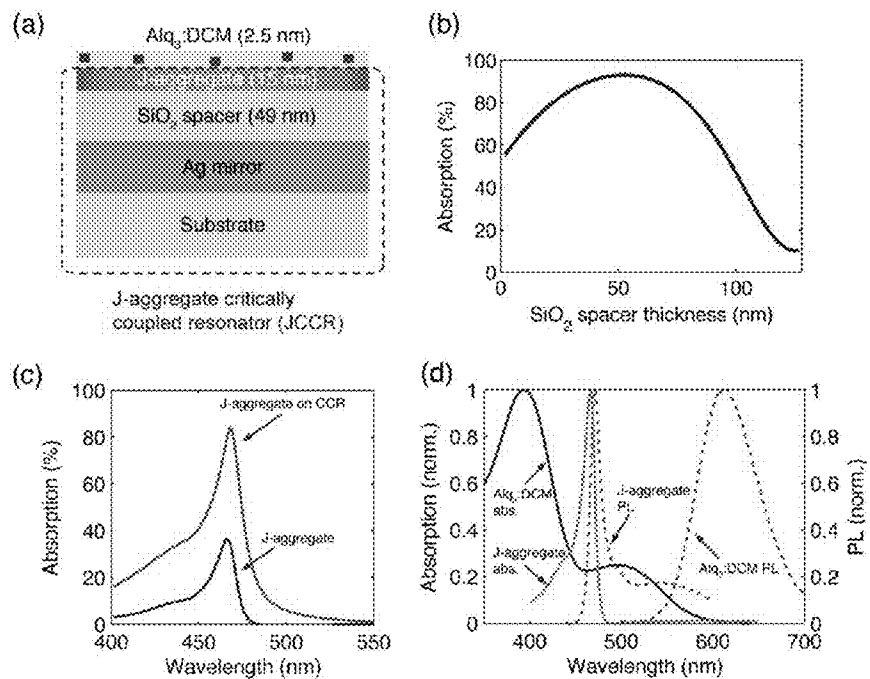 (a)
Alq3:DCM (2.5 nm)
SiO2 spacer (49 nm)
Ag mirror
Substrate
J-aggregate critically
coupled resonator (JCCR)
(b)
100
80
60
40
20
0
Absorption (%)
0
50
100
SiO2 spacer thickness (nm)
(c)
100
80
60
40
20
0
Absorption (%)
J-aggregate on CCR
J-aggregate
400
450
500
550
Wavelength (nm)
(d)
1
0.8
0.6
0.4
0.2
0
Absorption (norm.)
Alq3:DCM
abs.
J-aggregate
abs.
J-aggregate
PL
Alq3:DCM PL
1
0.8
0.6
0.4
0.2
0
PL (norm.)
400
500
600
700
Wavelength (nm)